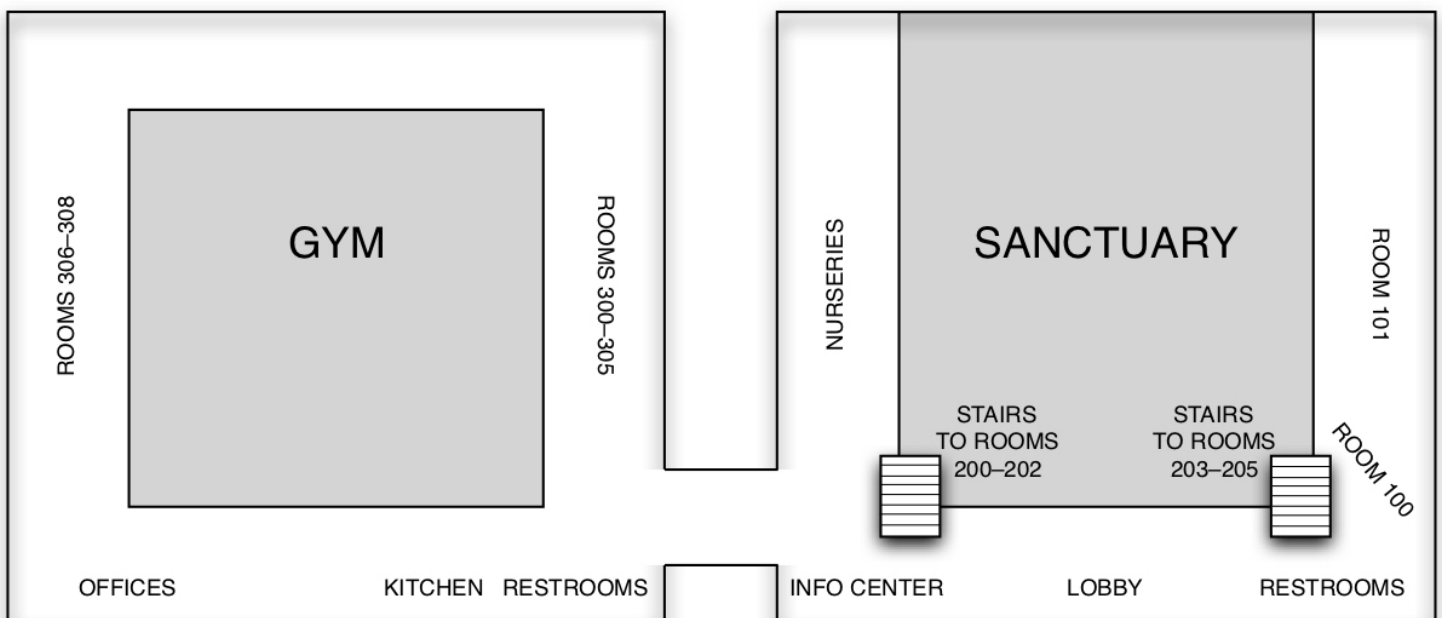 GYM
ROOMS 306–308
ROOMS 300–305
OFFICES
KITCHEN
RESTROOMS
NURSERIES
SANCTUARY
ROOM 101
STAIRS
TO ROOMS
200–202
STAIRS
TO ROOMS
203–205
ROOM 100
INFO CENTER
LOBBY
RESTROOMS